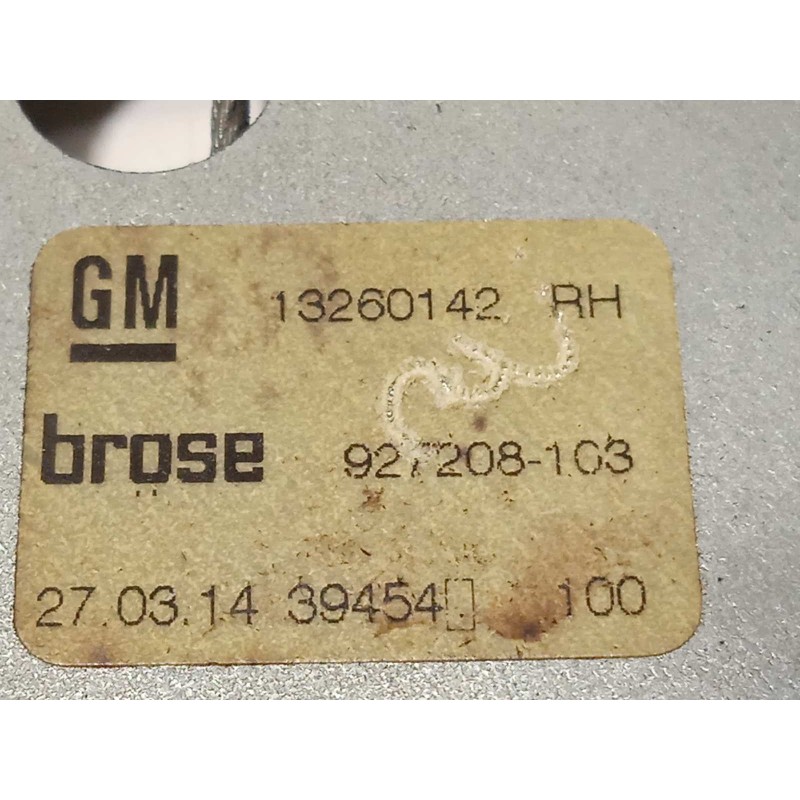 GM 13260142 RH
brose 927208-103
27.03.14 39454 100